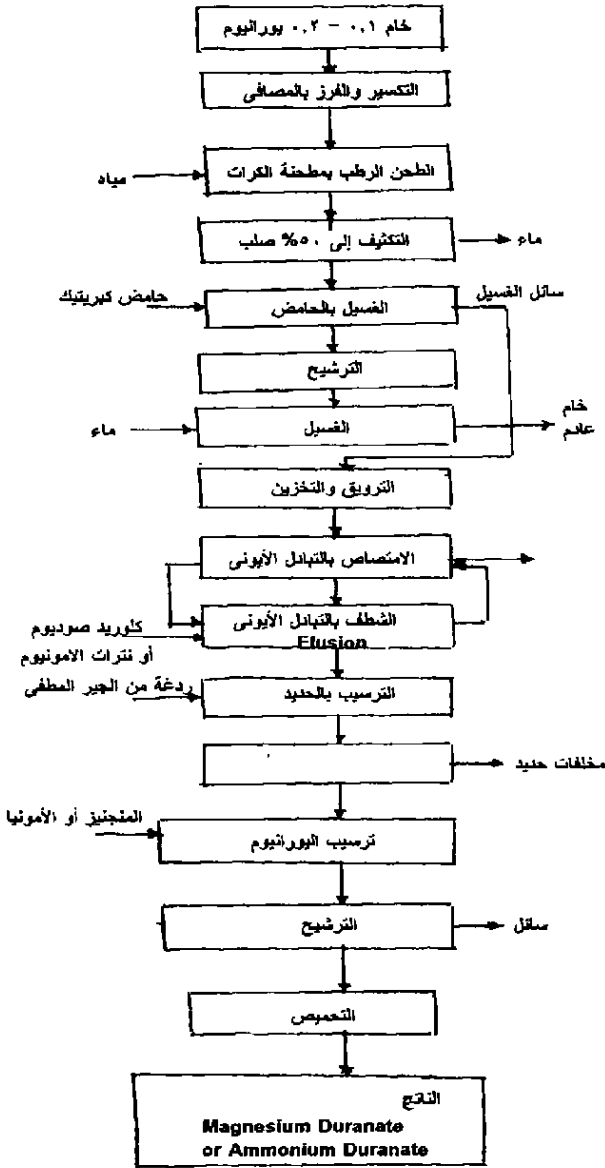 خام ٠,١ – ٠,٢ يورانيوم
التكسير والفرز بالمصافى
الطحن الرطب بمطحنة الكرات
مياه
التكثيف إلى ٥٠% صلب
ماء
سائل الغسيل
حامض كبريتيك
الغسيل بالحامض
الترشيح
الغسيل
ماء
خام
عادم
الترويق والتخزين
الامتصاص بالتبادل الأيونى
الشطف بالتبادل الأيونى
Efusion
كلوريد صوديوم
أو نترات الامونيوم
ردغة من الجير المطفى
الترسيب بالحديد
مخلفات حديد
المنجنيز أو الأمونيا
ترسيب اليورانيوم
الترشيح
سائل
التحميص
الناتج
Magnesium Duranate
or Ammonium Duranate